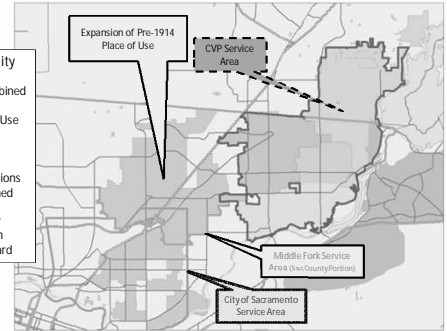 ity
bined
Use
ions
ned
n
ard
Expansion of Pre-1914
Place of Use
CVP Service
Area
Middle Fork Service
Area (Sac County Portion)
City of Sacramento
Service Area